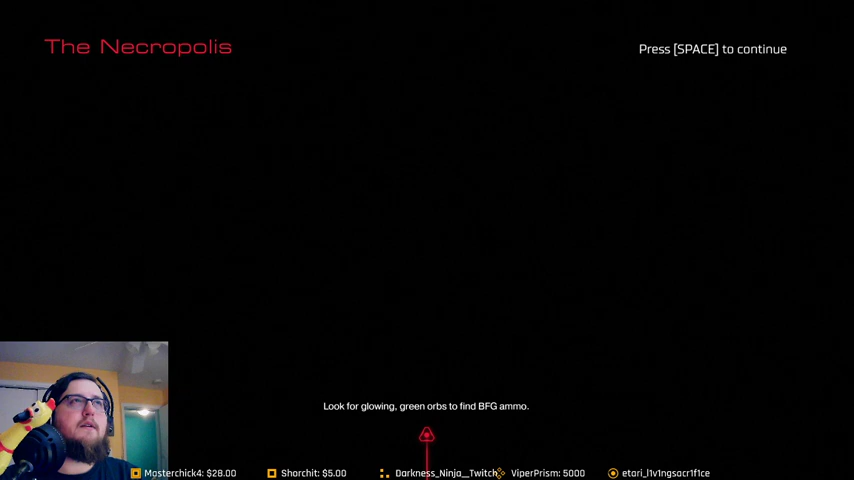 The Necropolis
Press [SPACE] to continue
Look for glowing, green orbs to find BFG ammo.
Masterchick4: $28.00 Shorchit: $5.00 Darkness_Ninja__Twitch ViperPrism: 5000 etari_l1v1ngsacr1f1ce